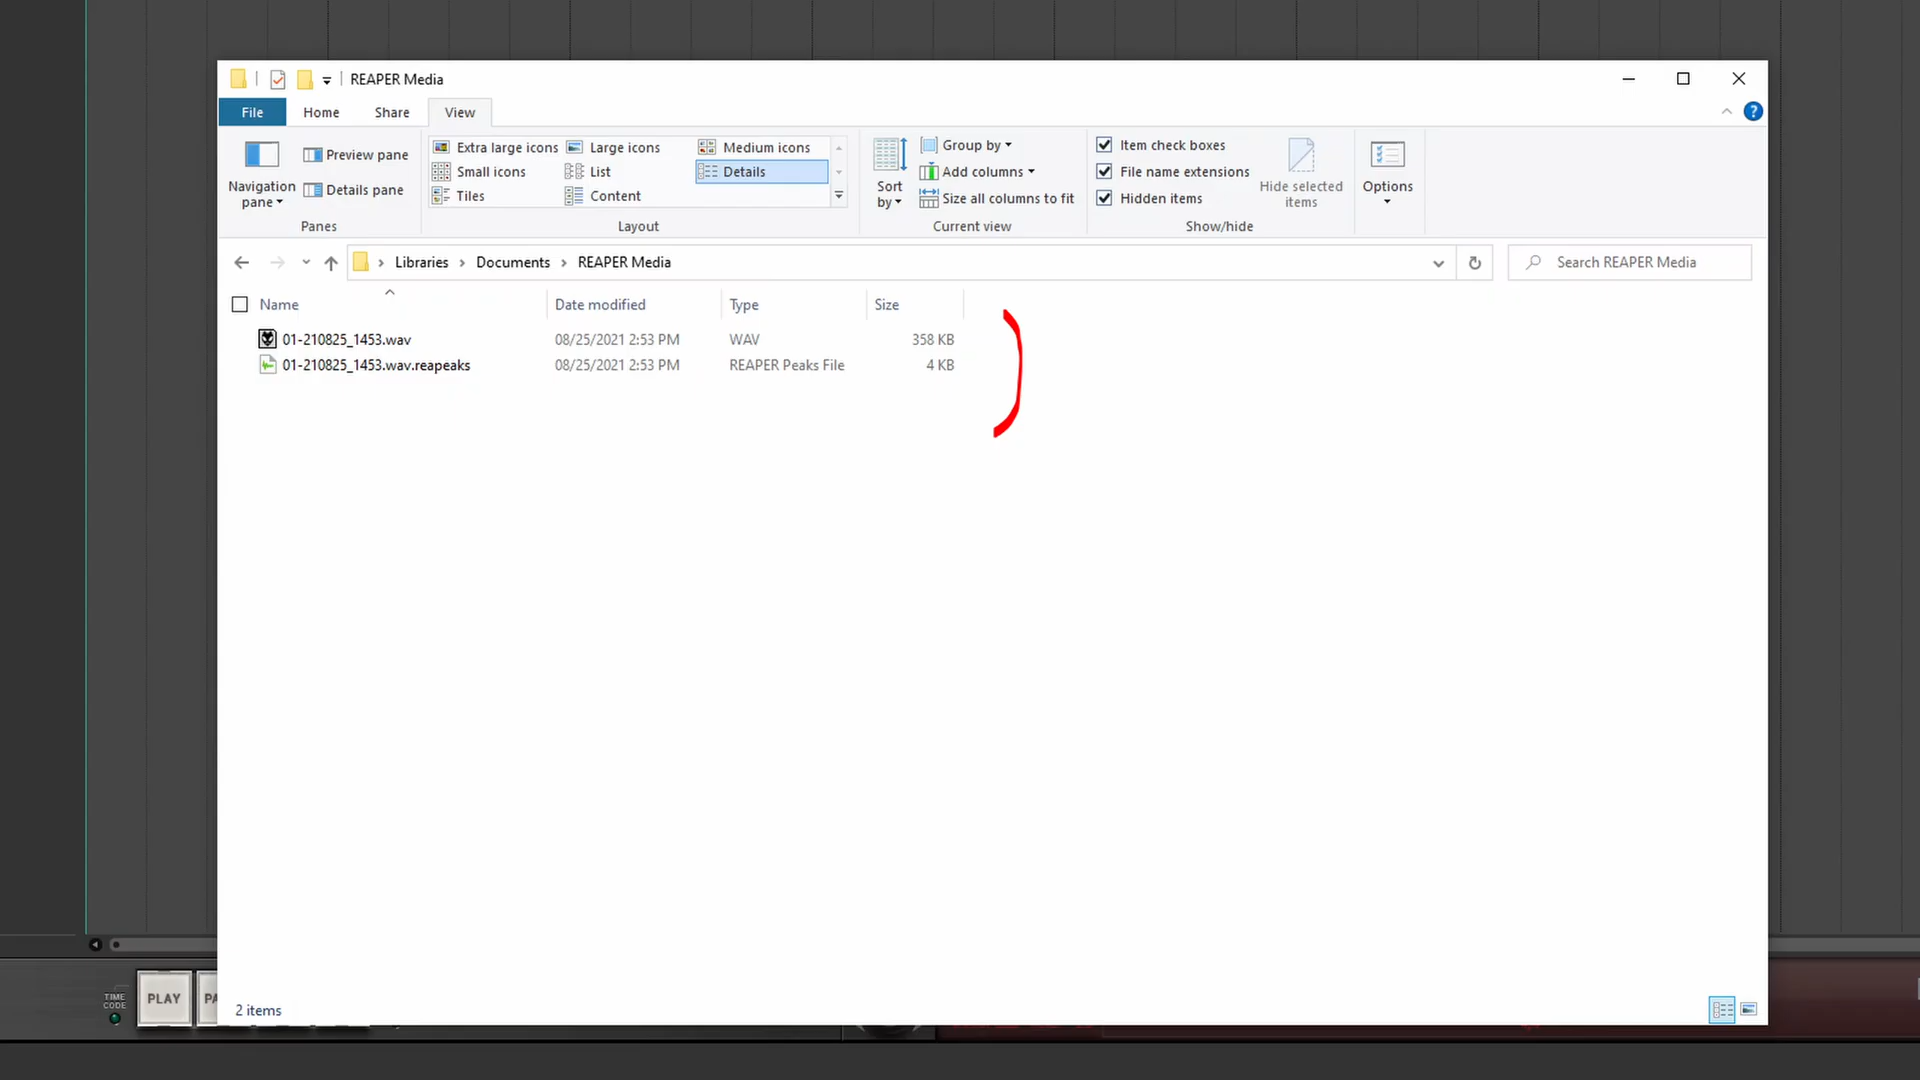 REAPER Media
File Home Share View
Navigation pane
Preview pane
Details pane
Panes
Extra large icons Large icons Medium icons
Small icons List Details
Tiles Content
Layout
Sort by
Group by
Add columns
Size all columns to fit
Current view
Item check boxes
File name extensions
Hidden items
Hide selected items
Show/hide
Options
Libraries Documents REAPER Media
Search REAPER Media
Name Date modified Type Size
01-210825_1453.wav 08/25/2021 2:53 PM WAV 358 KB
01-210825_1453.wav.reapeaks 08/25/2021 2:53 PM REAPER Peaks File 4 KB
TIME
CODE
PLAY
PA
2 items